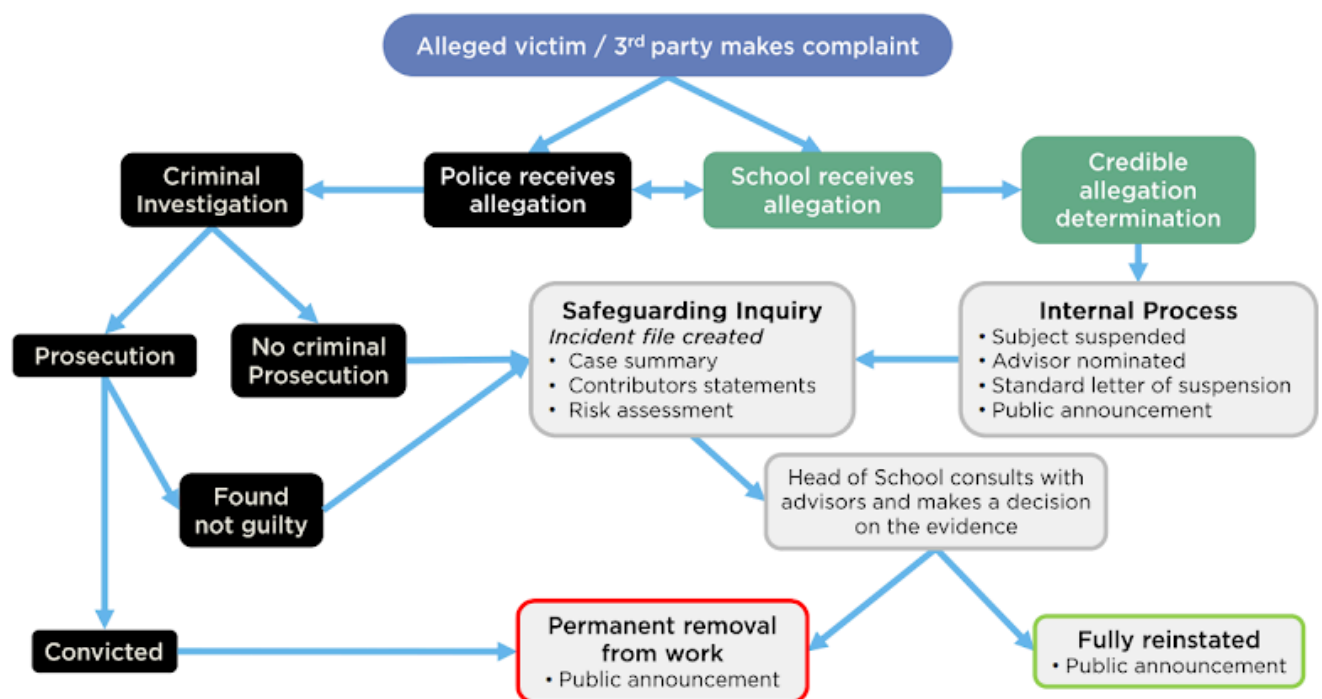 Alleged victim / 3rd party makes complaint
Criminal
Investigation
Police receives
allegation
School receives
allegation
Credible
allegation
determination
Prosecution
No criminal
Prosecution
Safeguarding Inquiry
Incident file created
• Case summary
• Contributors statements
• Risk assessment
Internal Process
• Subject suspended
• Advisor nominated
• Standard letter of suspension
• Public announcement
Found
not guilty
Head of School consults with
advisors and makes a decision
on the evidence
Convicted
Permanent removal
from work
• Public announcement
Fully reinstated
• Public announcement